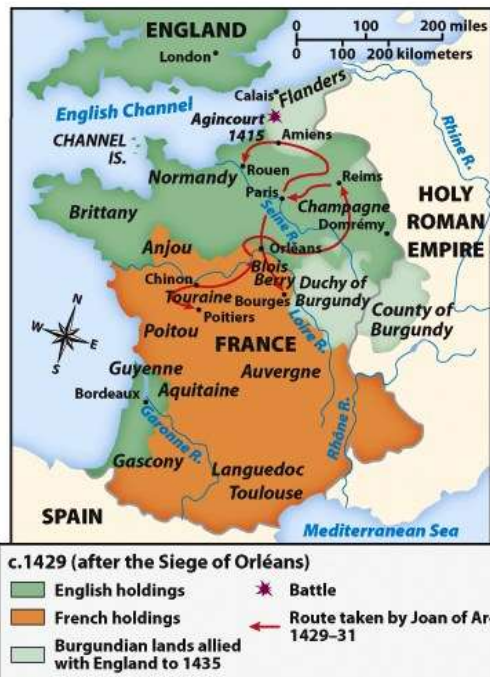 ENGLAND
London
0 100 200 miles
0 100 200 kilometers
English Channel
Calais
Flanders
Agincourt
1415
Amiens
CHANNEL
IS.
Rhine R.
Rouen
Normandy
Reims
Paris
Seine R.
Champagne
HOLY
ROMAN
EMPIRE
Domrémy
Brittany
Anjou
Orléans
Blois
Chinon
Berry
Duchy of
Burgundy
Touraine
Bourges
Loire R.
County of
Burgundy
Poitiers
Poitou
FRANCE
N
W E
S
Guyenne
Auvergne
Bordeaux
Aquitaine
Garonne R.
Rhône R.
Gascony
Languedoc
Toulouse
SPAIN
Mediterranean Sea
c.1429 (after the Siege of Orléans)
English holdings
Battle
French holdings
Route taken by Joan of Ar
1429–31
Burgundian lands allied
with England to 1435